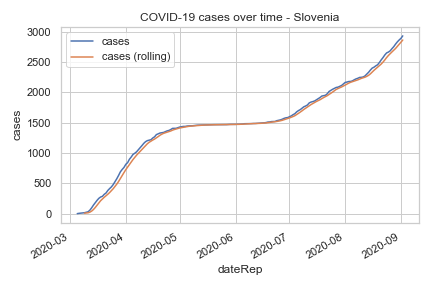 COVID-19 cases over time - Slovenia
cases
cases (rolling)
3000
2500
2000
1500
1000
500
0
cases
2020-03
2020-04
2020-05
2020-06
2020-07
2020-08
2020-09
dateRep